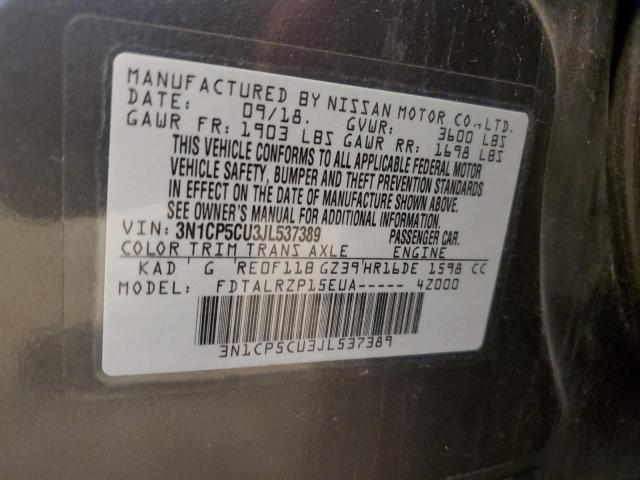 MANUFACTURED BY NISSAN MOTOR CO.,LTD.
DATE: 09/18. GVWR: 3600 LBS
GAWR FR: 1903 LBS GAWR RR: 1698 LBS
THIS VEHICLE CONFORMS TO ALL APPLICABLE FEDERAL MOTOR
VEHICLE SAFETY, BUMPER AND THEFT PREVENTION STANDARDS
IN EFFECT ON THE DATE OF MANUFACTURE SHOWN ABOVE.
SEE OWNER'S MANUAL FOR ADDITIONAL INFORMATION.
VIN: 3N1CP5CU3JL537389 PASSENGER CAR.
COLOR TRIM TRANS AXLE ENGINE
KAD G RE0F11B GZ39 HR16DE 1598 CC
MODEL: FDTALRZP15EUA----- 4Z000
3N1CP5CU3JL537389